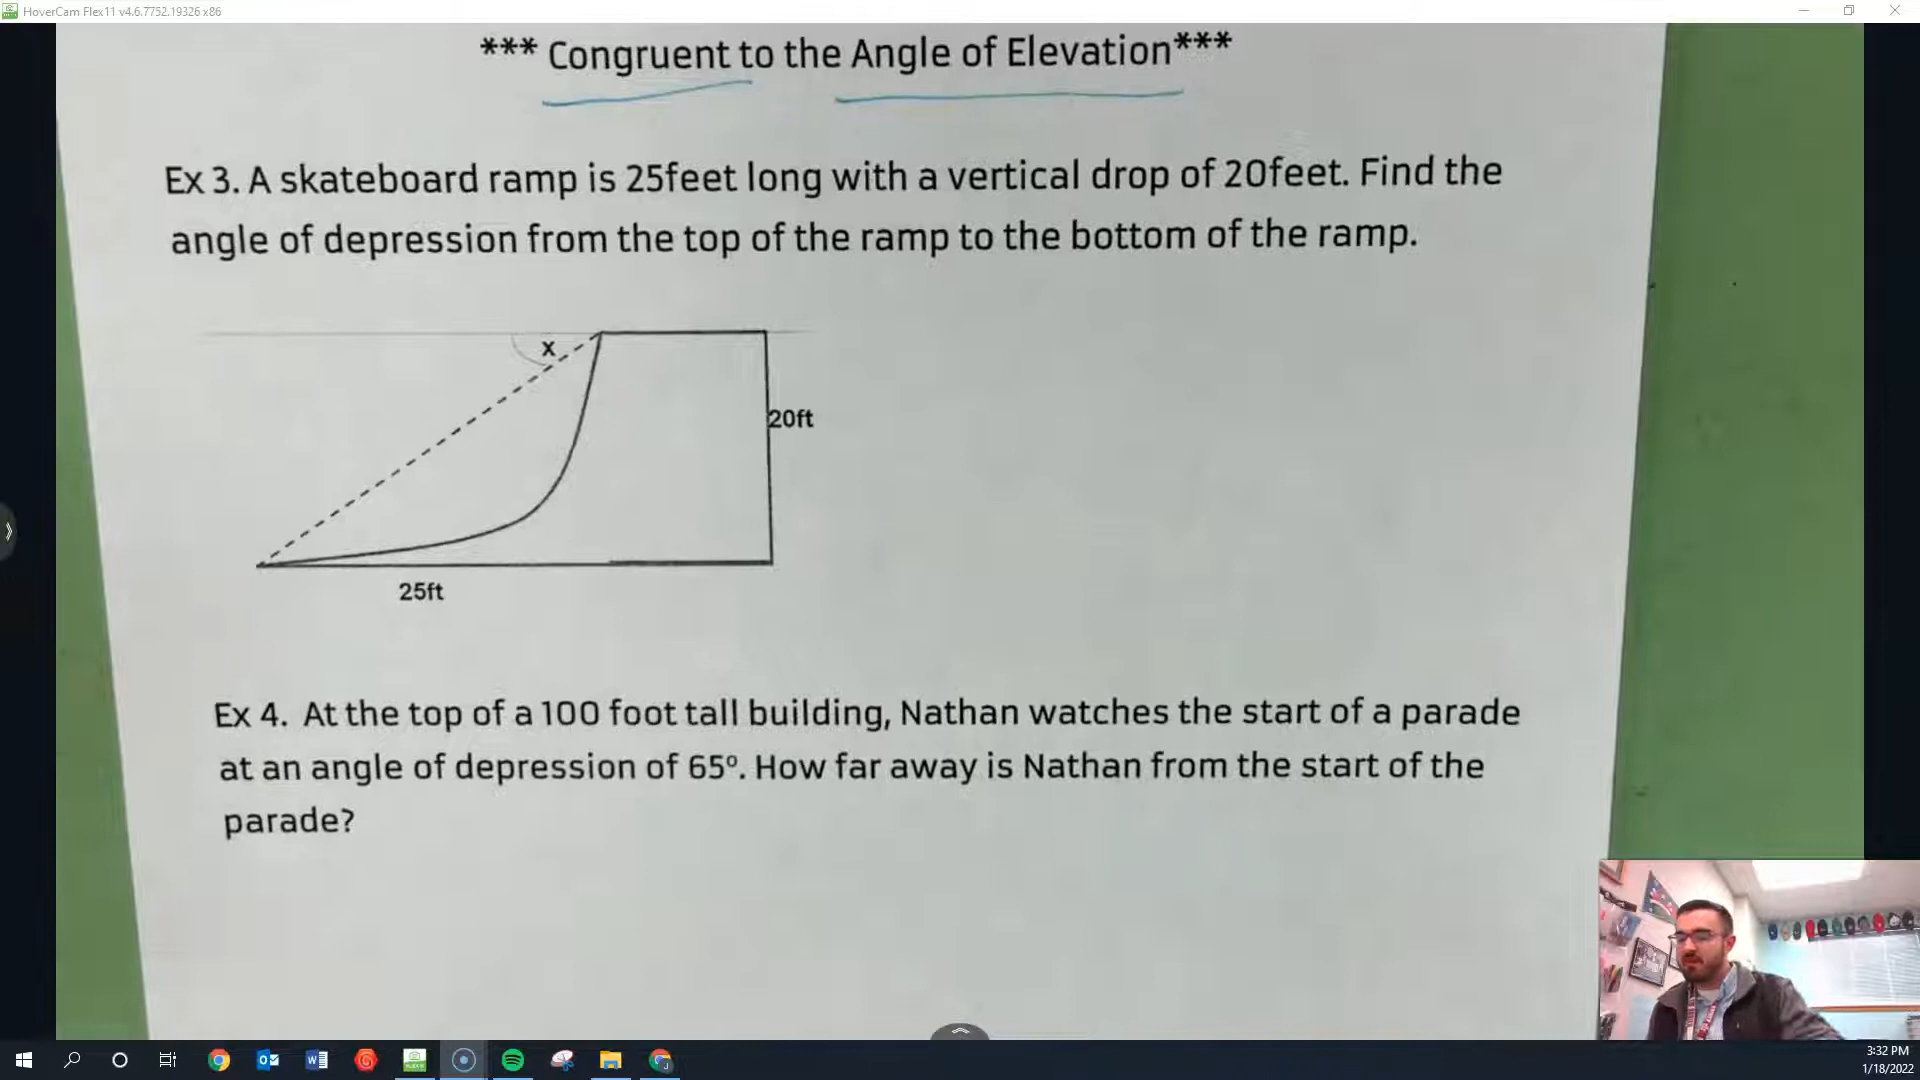 HoverCam Flex11 v4.6.7752.19326 x86
*** Congruent to the Angle of Elevation***
Ex 3. A skateboard ramp is 25feet long with a vertical drop of 20feet. Find the
angle of depression from the top of the ramp to the bottom of the ramp.
x
20ft
25ft
Ex 4. At the top of a 100 foot tall building, Nathan watches the start of a parade
at an angle of depression of 65º. How far away is Nathan from the start of the
parade?
3:32 PM
1/18/2022